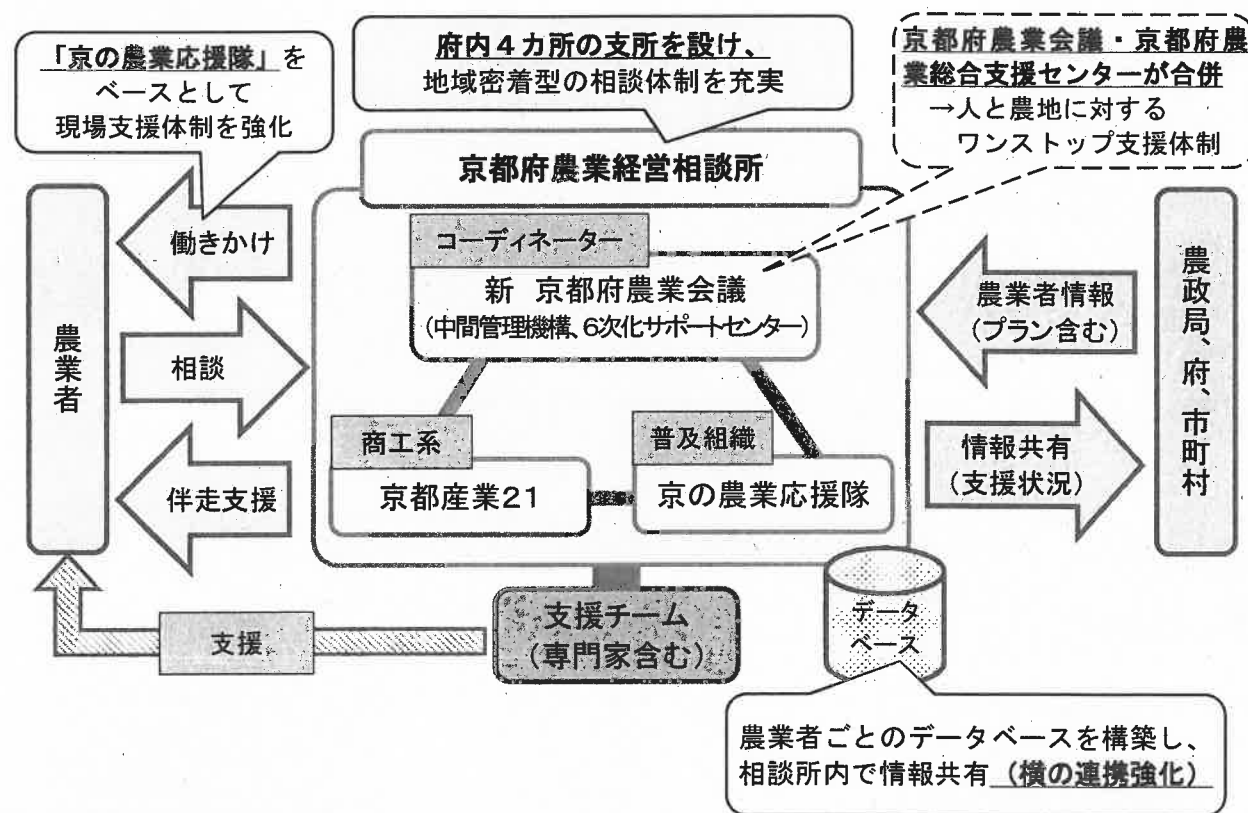 「京の農業応援隊」を
ベースとして
現場支援体制を強化
府内４カ所の支所を設け、
地域密着型の相談体制を充実
京都府農業会議・京都府農
業総合支援センターが合併
→人と農地に対する
ワンストップ支援体制
京都府農業経営相談所
農業者
働きかけ
相談
伴走支援
コーディネーター
新 京都府農業会議
（中間管理機構、６次化サポートセンター）
商工系
京都産業２１
普及組織
京の農業応援隊
農業者情報
（プラン含む）
情報共有
（支援状況）
農政局、府、市町村
支援
支援チーム
（専門家含む）
データ
ベース
農業者ごとのデータベースを構築し、
相談所内で情報共有（横の連携強化）